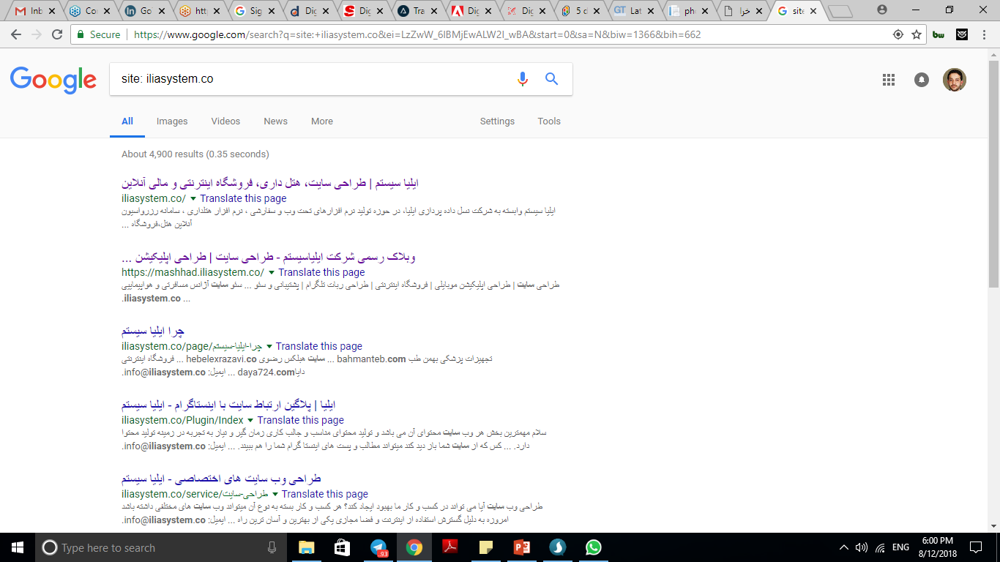 Inb
Co
Go
htt
Sig
Dig
Dig
Tra
Dig
Dig
5 d
Lat
ph
خرا
site
Secure
https://www.google.com/search?q=site:+iliasystem.co&ei=LzZwW_6IBMjEwALW2I_wBA&start=0&sa=N&biw=1366&bih=662
bw
Google
site: iliasystem.co
All Images Videos News More Settings Tools
About 4,900 results (0.35 seconds)
ایلیا سیستم | طراحی سایت، هتل داری، فروشگاه اینترنتی و مالی آنلاین
iliasystem.co/ Translate this page
ایلیا سیستم وابسته به شرکت نسل داده پردازی ایلیا، در حوزه تولید نرم افزارهای تحت وب و سفارشی ، نرم افزار هتلداری ، سامانه رزرواسیون
آنلاین هتل،فروشگاه ...
وبلاگ رسمی شرکت ایلیاسیستم - طراحی سایت | طراحی اپلیکیشن ...
https://mashhad.iliasystem.co/ Translate this page
طراحی سایت | طراحی اپلیکیشن موبایلی | فروشگاه اینترنتی | طراحی ربات تلگرام | پشتیبانی و سئو ... سئو سایت آژانس مسافرتی و هواپیمایی
.iliasystem.co ...
چرا ایلیا سیستم
iliasystem.co/page/چرا-ایلیا-سیستم Translate this page
تجهیزات پزشکی بهمن طب bahmanteb.com ... سایت هبلکس رضوی hebelexrazavi.co ... فروشگاه اینترنتی
دایاdaya724.com ... ایمیل: info@iliasystem.co.
ایلیا | پلاگین ارتباط سایت با اینستاگرام - ایلیا سیستم
iliasystem.co/Plugin/Index Translate this page
سلام مهمترین بخش هر وب سایت محتوای آن می باشد و تولید محتوای مناسب و جالب کاری زمان گیر و نیاز به تجربه در زمینه تولید محتوا
دارد. ... کس که از سایت شما باز دید کند میتواند مطالب و پست های اینستا گرام شما را هم ببیند. ... ایمیل: info@iliasystem.co.
طراحی وب سایت های اختصاصی - ایلیا سیستم
iliasystem.co/service/طراحی-سایت Translate this page
طراحی وب سایت آیا می تواند در کسب و کار ما بهبود ایجاد کند؟ هر کسب و کار بسته به نوع آن میتواند وب سایت های مختلفی داشته باشد
امروزه به دلیل گسترش استفاده از اینترنت و فضا مجازی یکی از بهترین و آسان ترین راه ... ایمیل: info@iliasystem.co.
Type here to search
93
ENG
6:00 PM
8/12/2018